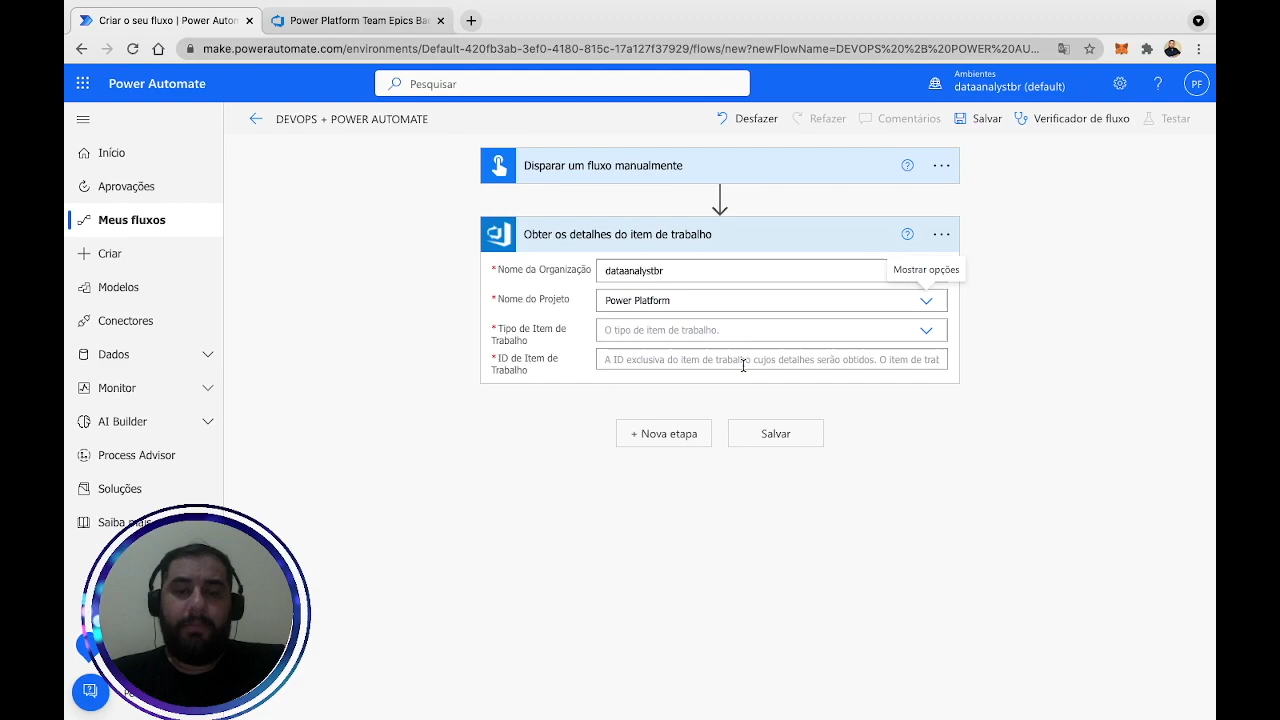 Criar o seu fluxo | Power Autom
Power Platform Team Epics Bac
make.powerautomate.com/environments/Default-420fb3ab-3ef0-4180-815c-17a127f37929/flows/new?newFlowName=DEVOPS%20%2B%20POWER%20AU...
Power Automate
Pesquisar
Ambientes
dataanalystbr (default)
PF
DEVOPS + POWER AUTOMATE
Desfazer
Refazer
Comentários
Salvar
Verificador de fluxo
Testar
Início
Aprovações
Meus fluxos
Criar
Modelos
Conectores
Dados
Monitor
AI Builder
Process Advisor
Soluções
Saiba mais
Disparar um fluxo manualmente
Obter os detalhes do item de trabalho
* Nome da Organização
dataanalystbr
Mostrar opções
* Nome do Projeto
Power Platform
* Tipo de Item de
Trabalho
O tipo de item de trabalho.
* ID de Item de
Trabalho
A ID exclusiva do item de trabalho cujos detalhes serão obtidos. O item de trat
+ Nova etapa
Salvar